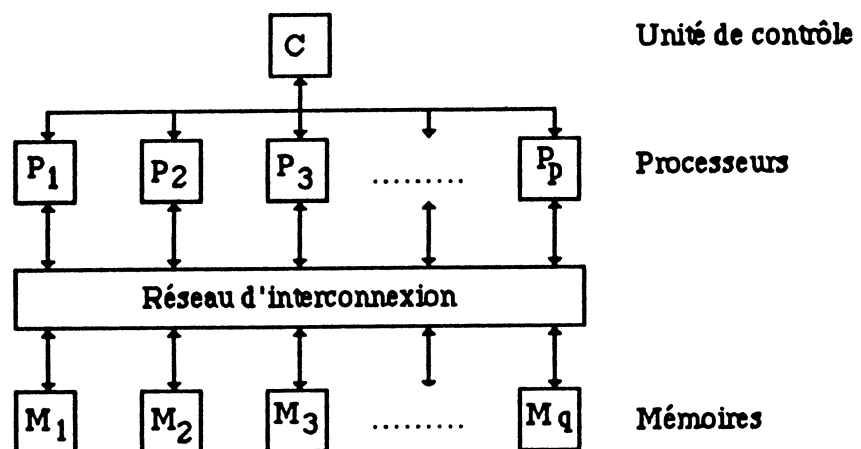 C Unité de contrôle
P1 P2 P3 ......... Pp Processeurs
Réseau d'interconnexion
M1 M2 M3 ......... Mq Mémoires